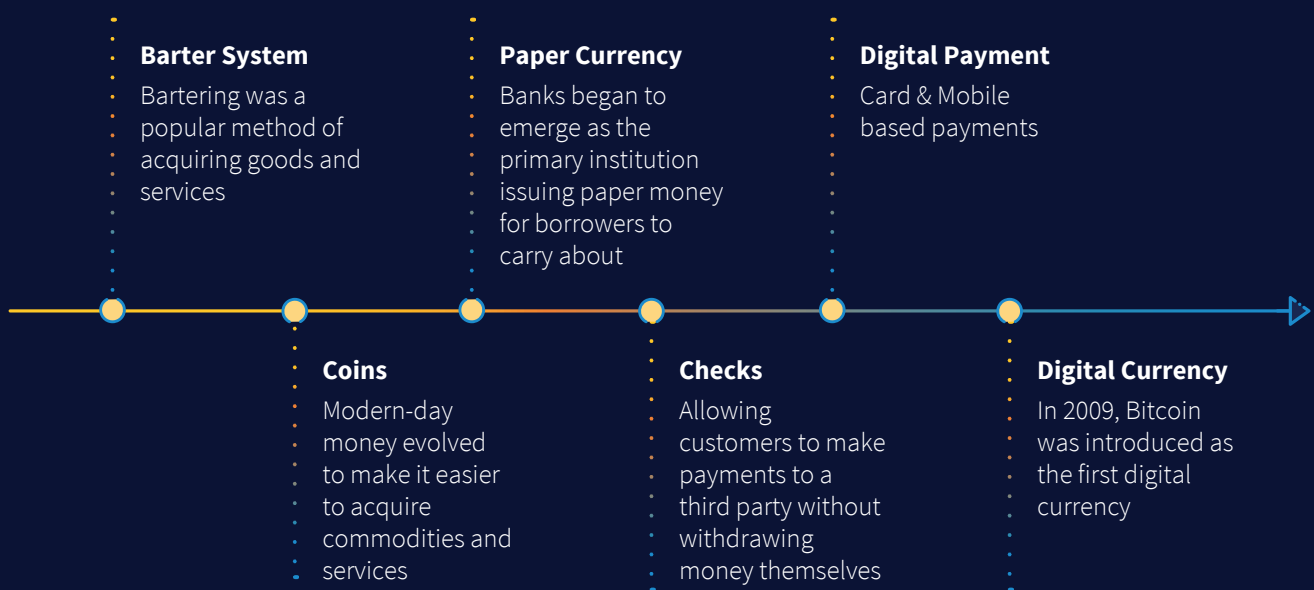 Barter System
Bartering was a
popular method of
acquiring goods and
services
Coins
Modern-day
money evolved
to make it easier
to acquire
commodities and
services
Paper Currency
Banks began to
emerge as the
primary institution
issuing paper money
for borrowers to
carry about
Checks
Allowing
customers to make
payments to a
third party without
withdrawing
money themselves
Digital Payment
Card & Mobile
based payments
Digital Currency
In 2009, Bitcoin
was introduced as
the first digital
currency